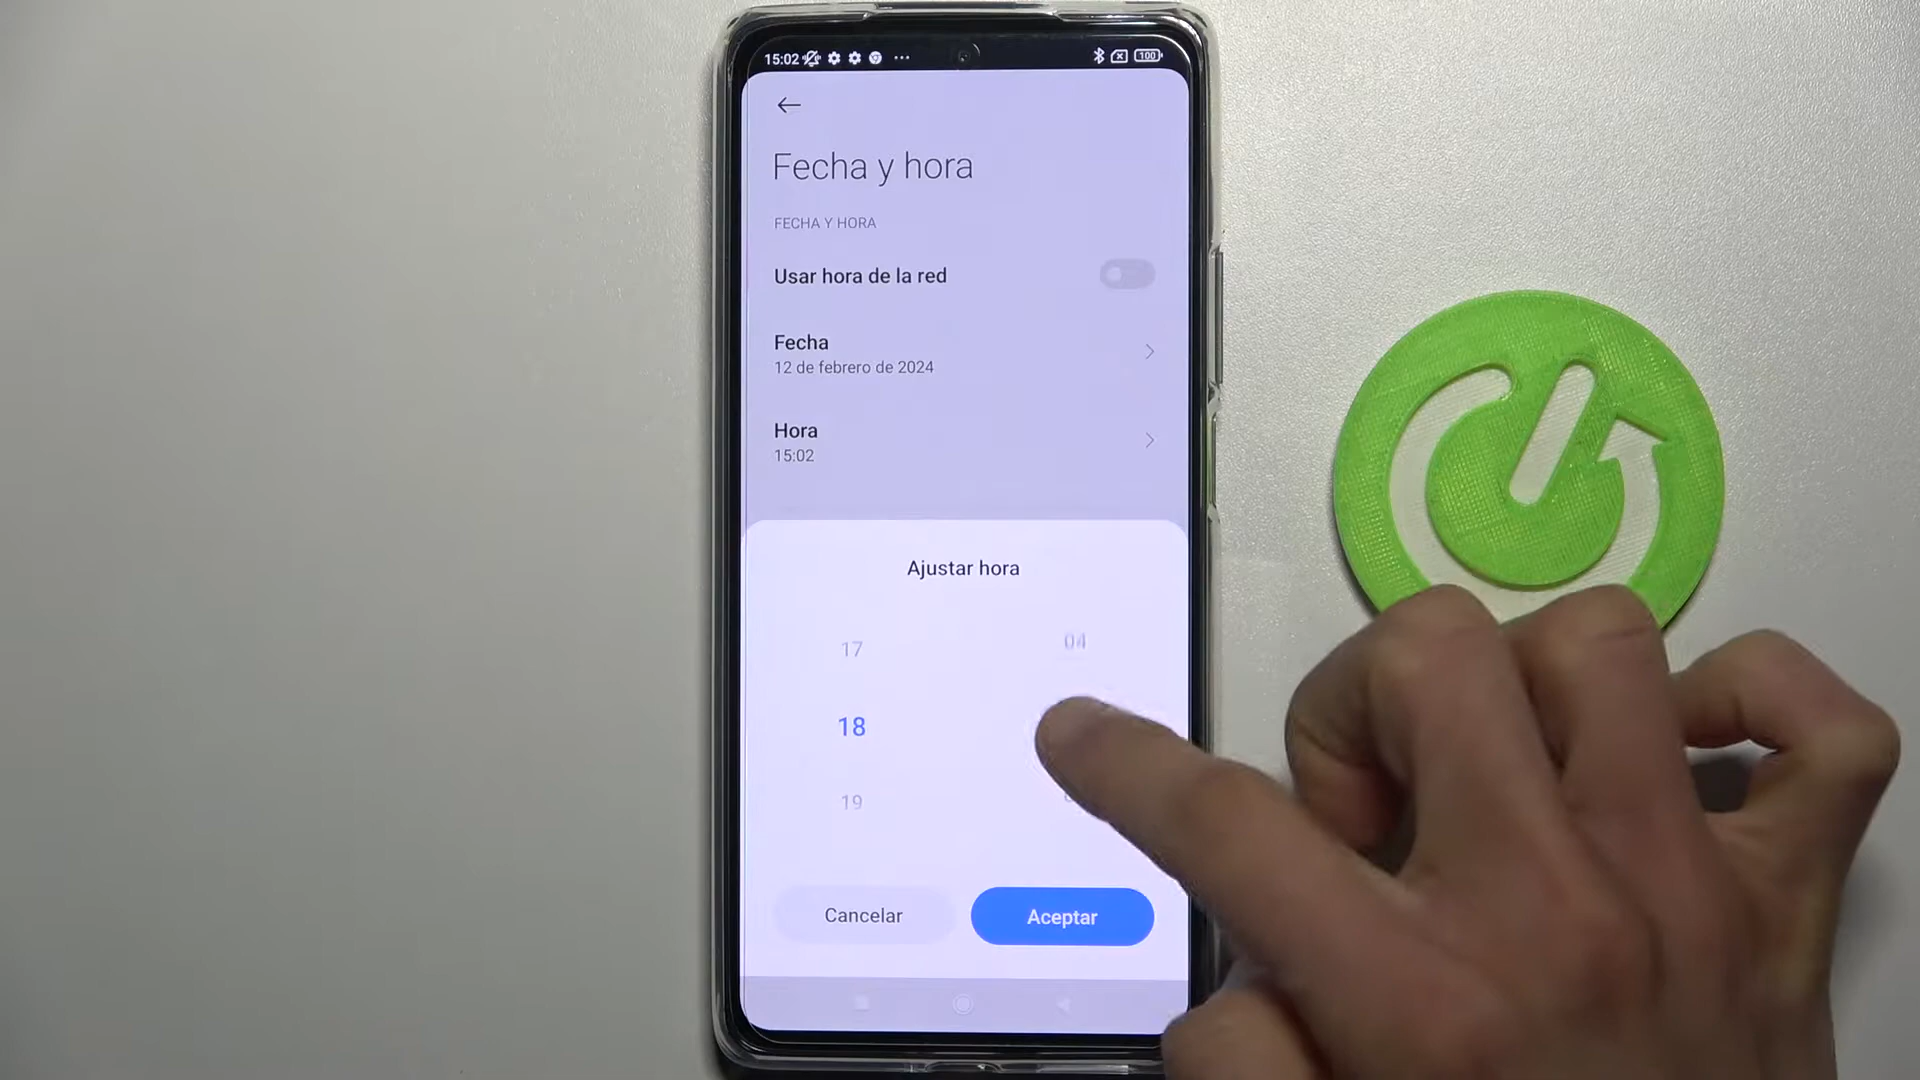 15:02
100
Fecha y hora
FECHA Y HORA
Usar hora de la red
Fecha
12 de febrero de 2024
Hora
15:02
Ajustar hora
17 04
18
19
Cancelar Aceptar